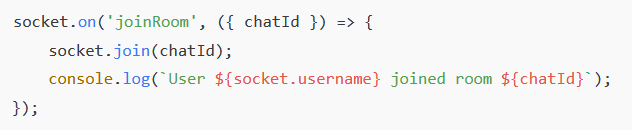 socket.on('joinRoom', ({ chatId }) => {
    socket.join(chatId);
    console.log(`User ${socket.username} joined room ${chatId}`);
});